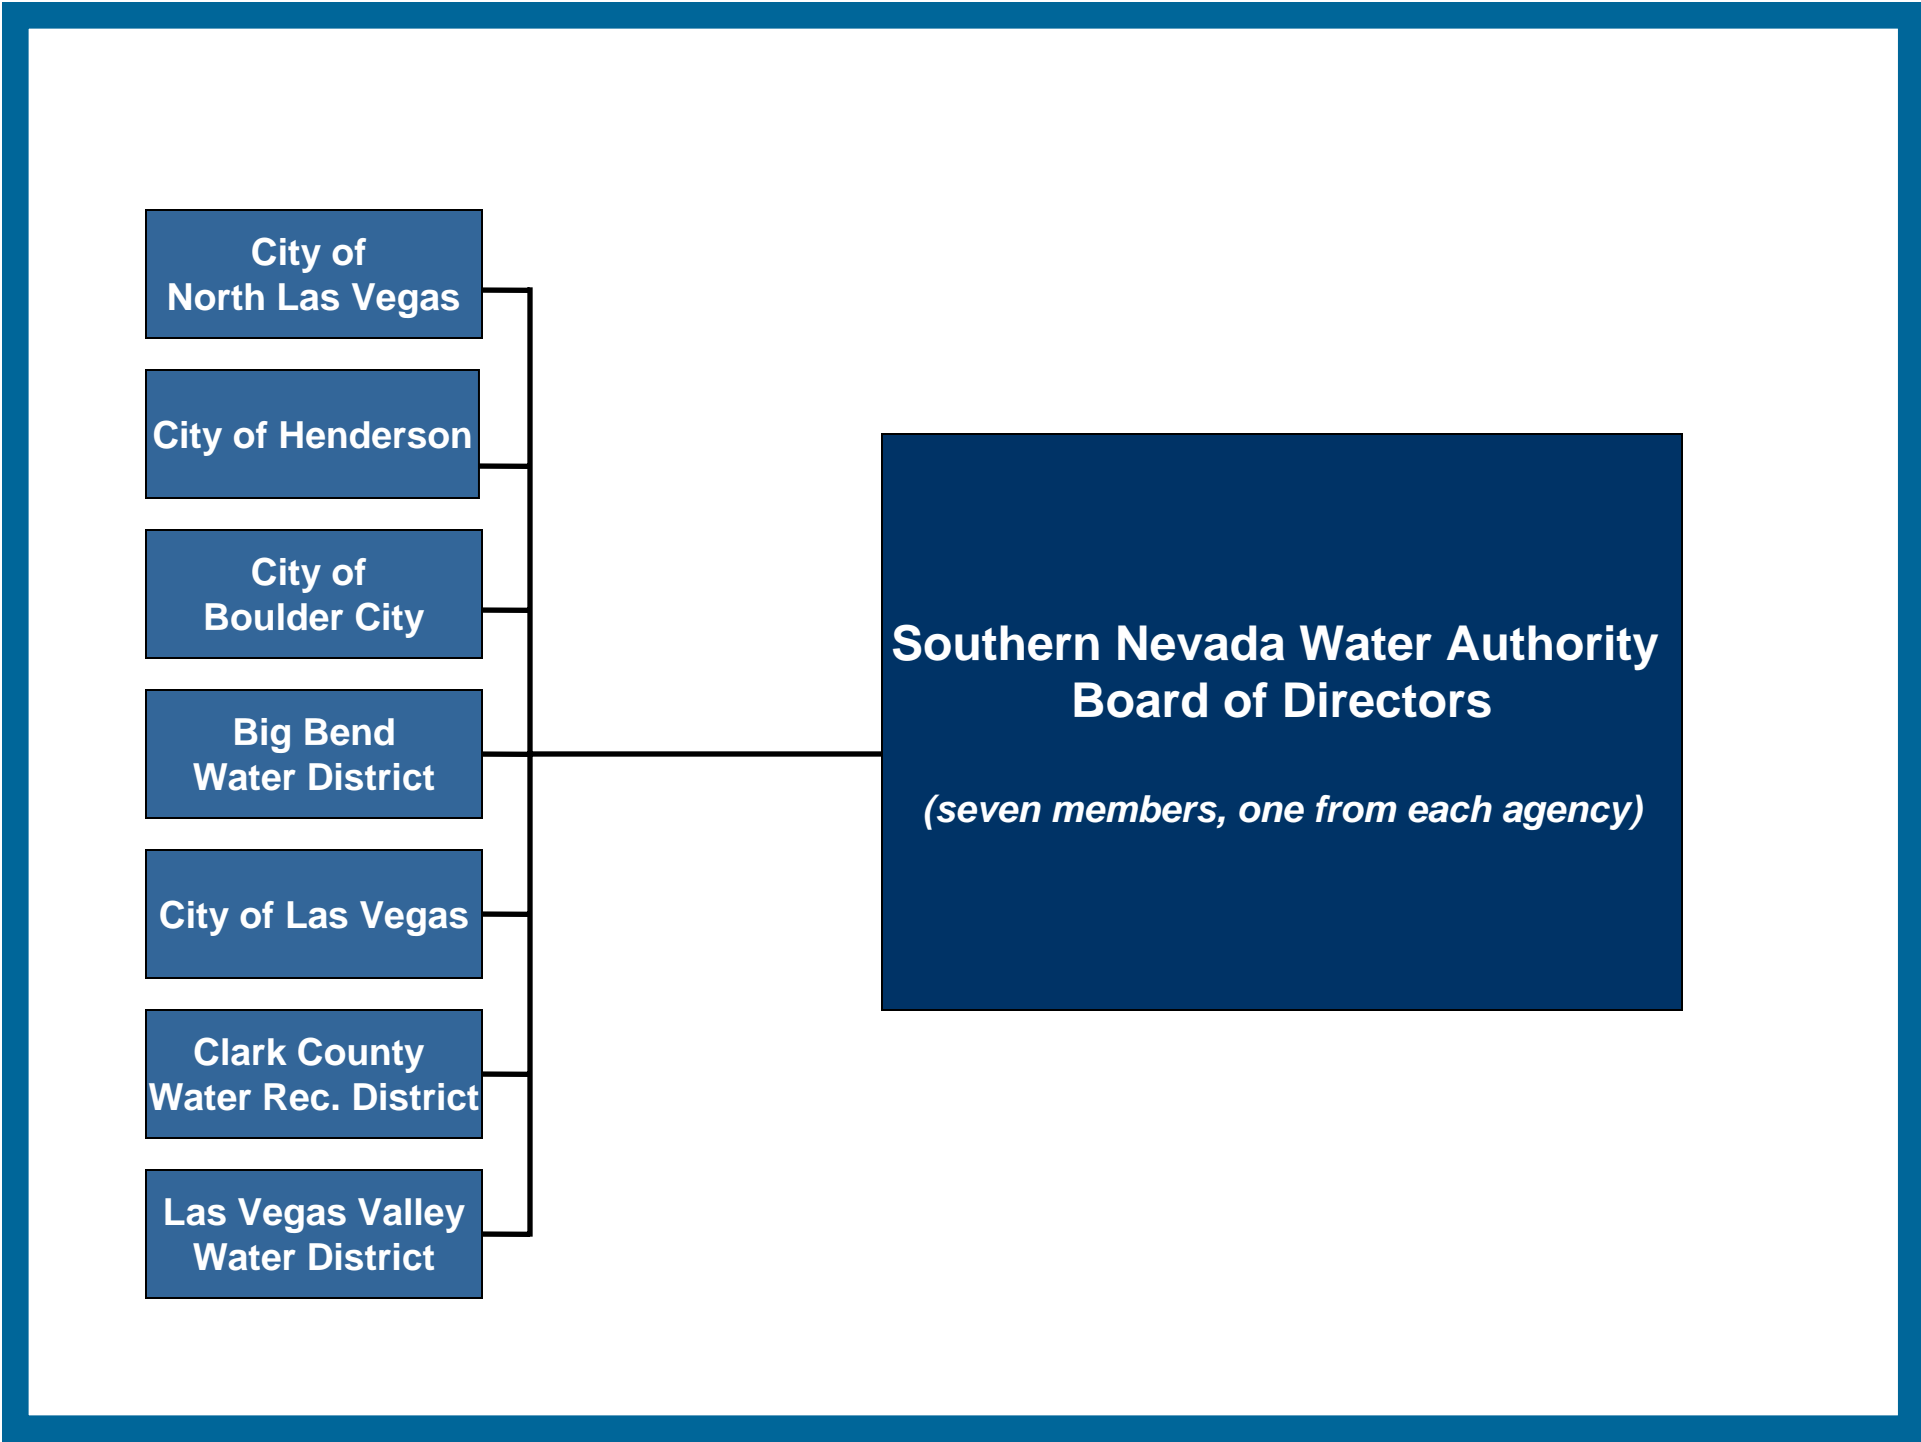 City of
North Las Vegas
City of Henderson
City of
Boulder City
Big Bend
Water District
City of Las Vegas
Clark County
Water Rec. District
Las Vegas Valley
Water District
Southern Nevada Water Authority
Board of Directors
(seven members, one from each agency)